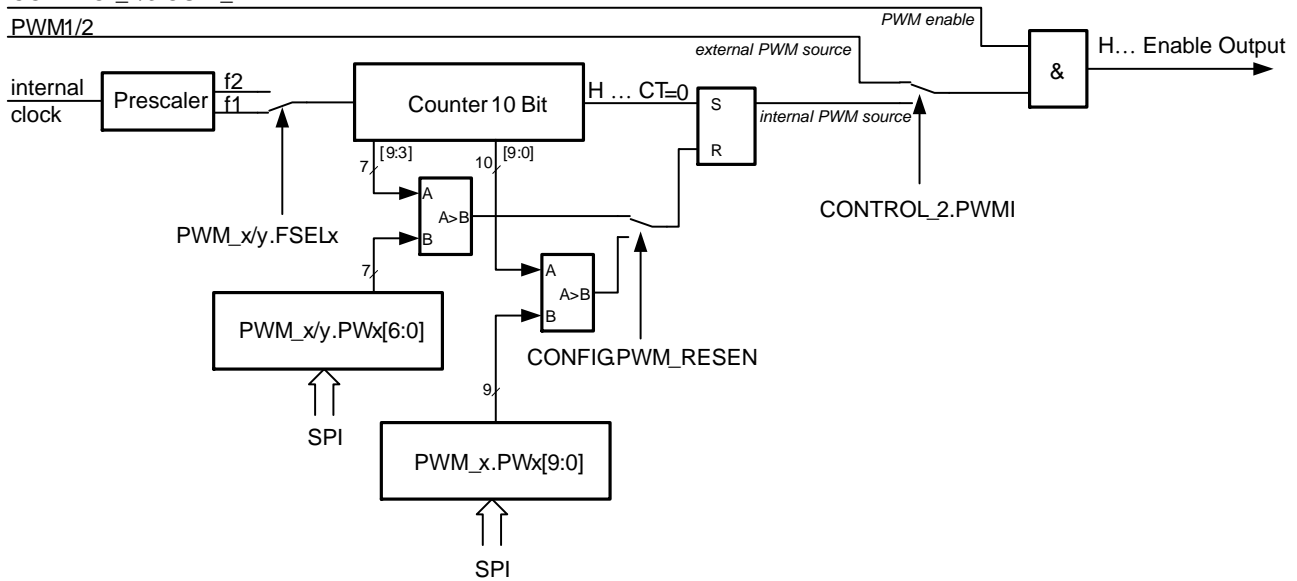 PWM enable
PWM1/2
external PWM source
H… Enable Output
&
internal
clock
Prescaler
f2
f1
Counter 10 Bit
H ... CT=0
S
R
internal PWM source
7
[9:3]
10
[9:0]
A
A>B
B
PWM_x/y.FSELx
CONTROL_2.PWMI
7
A
A>B
B
PWM_x/y.PWx[6:0]
CONFIG.PWM_RESEN
SPI
9
PWM_x.PWx[9:0]
SPI